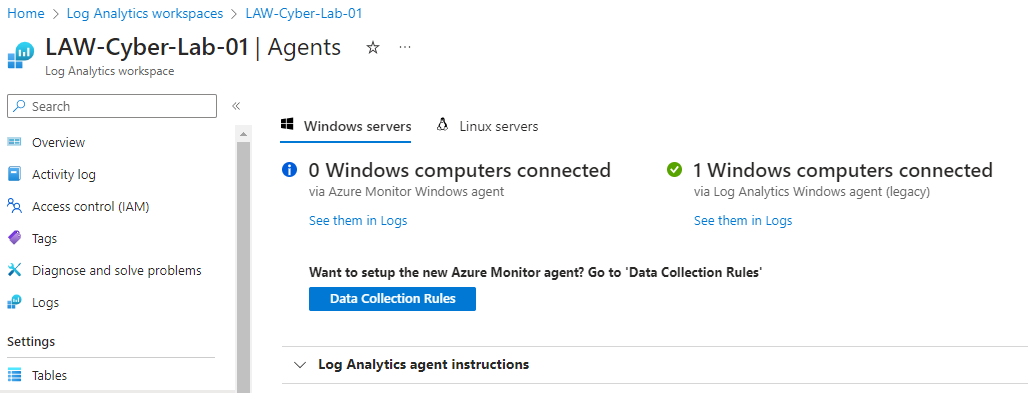 Home > Log Analytics workspaces > LAW-Cyber-Lab-01
LAW-Cyber-Lab-01 | Agents
Log Analytics workspace
Search
Overview
Activity log
Access control (IAM)
Tags
Diagnose and solve problems
Logs
Settings
Tables
Windows servers
Linux servers
0 Windows computers connected
via Azure Monitor Windows agent
See them in Logs
1 Windows computers connected
via Log Analytics Windows agent (legacy)
See them in Logs
Want to setup the new Azure Monitor agent? Go to 'Data Collection Rules'
Data Collection Rules
Log Analytics agent instructions